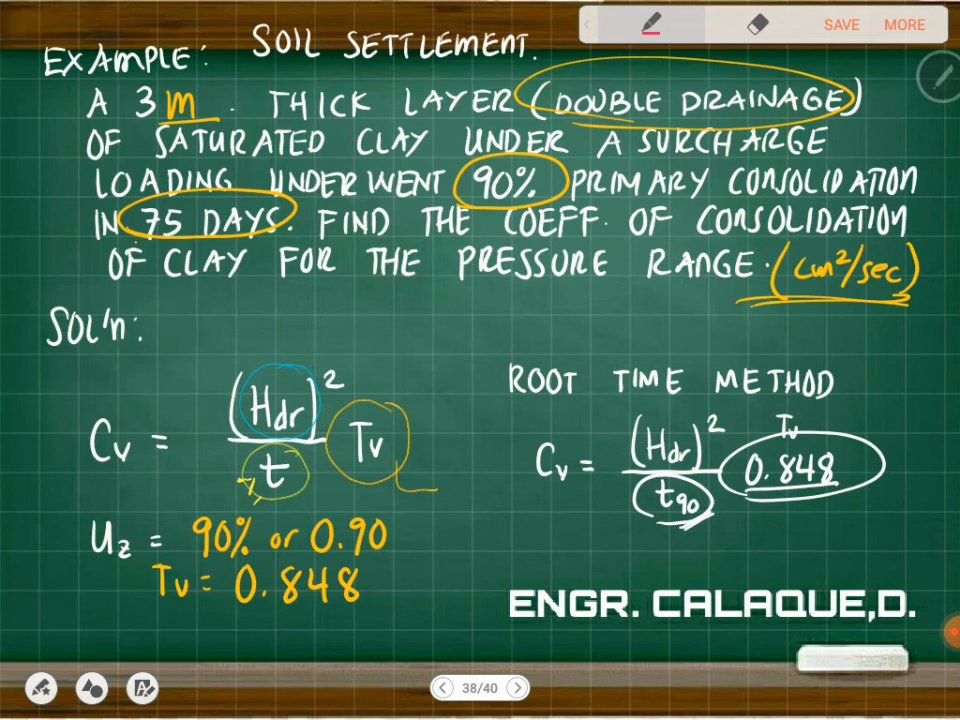 SAVE MORE
EXAMPLE: SOIL SETTLEMENT.
A 3m. THICK LAYER (DOUBLE DRAINAGE)
OF SATURATED CLAY UNDER A SURCHARGE
LOADING UNDERWENT 90% PRIMARY CONSOLIDATION
IN 75 DAYS. FIND THE COEFF. OF CONSOLIDATION
OF CLAY FOR THE PRESSURE RANGE. (cm²/sec)
SOL'n:
Cv = (Hdr)²/t Tv
Uz = 90% or 0.90
Tv = 0.848
ROOT TIME METHOD
Tv
Cv = (Hdr)²/t90 0.848
ENGR. CALAQUE,D.
38/40